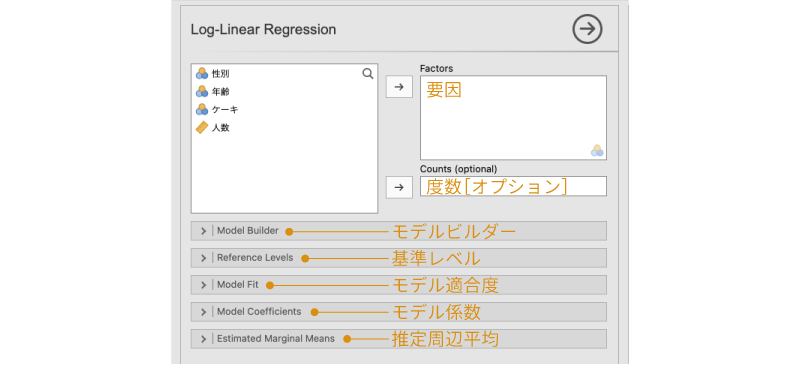 Log-Linear Regression
性別
年齢
ケーキ
人数
Factors
要因
Counts (optional)
度数[オプション]
Model Builder モデルビルダー
Reference Levels 基準レベル
Model Fit モデル適合度
Model Coefficients モデル係数
Estimated Marginal Means 推定周辺平均